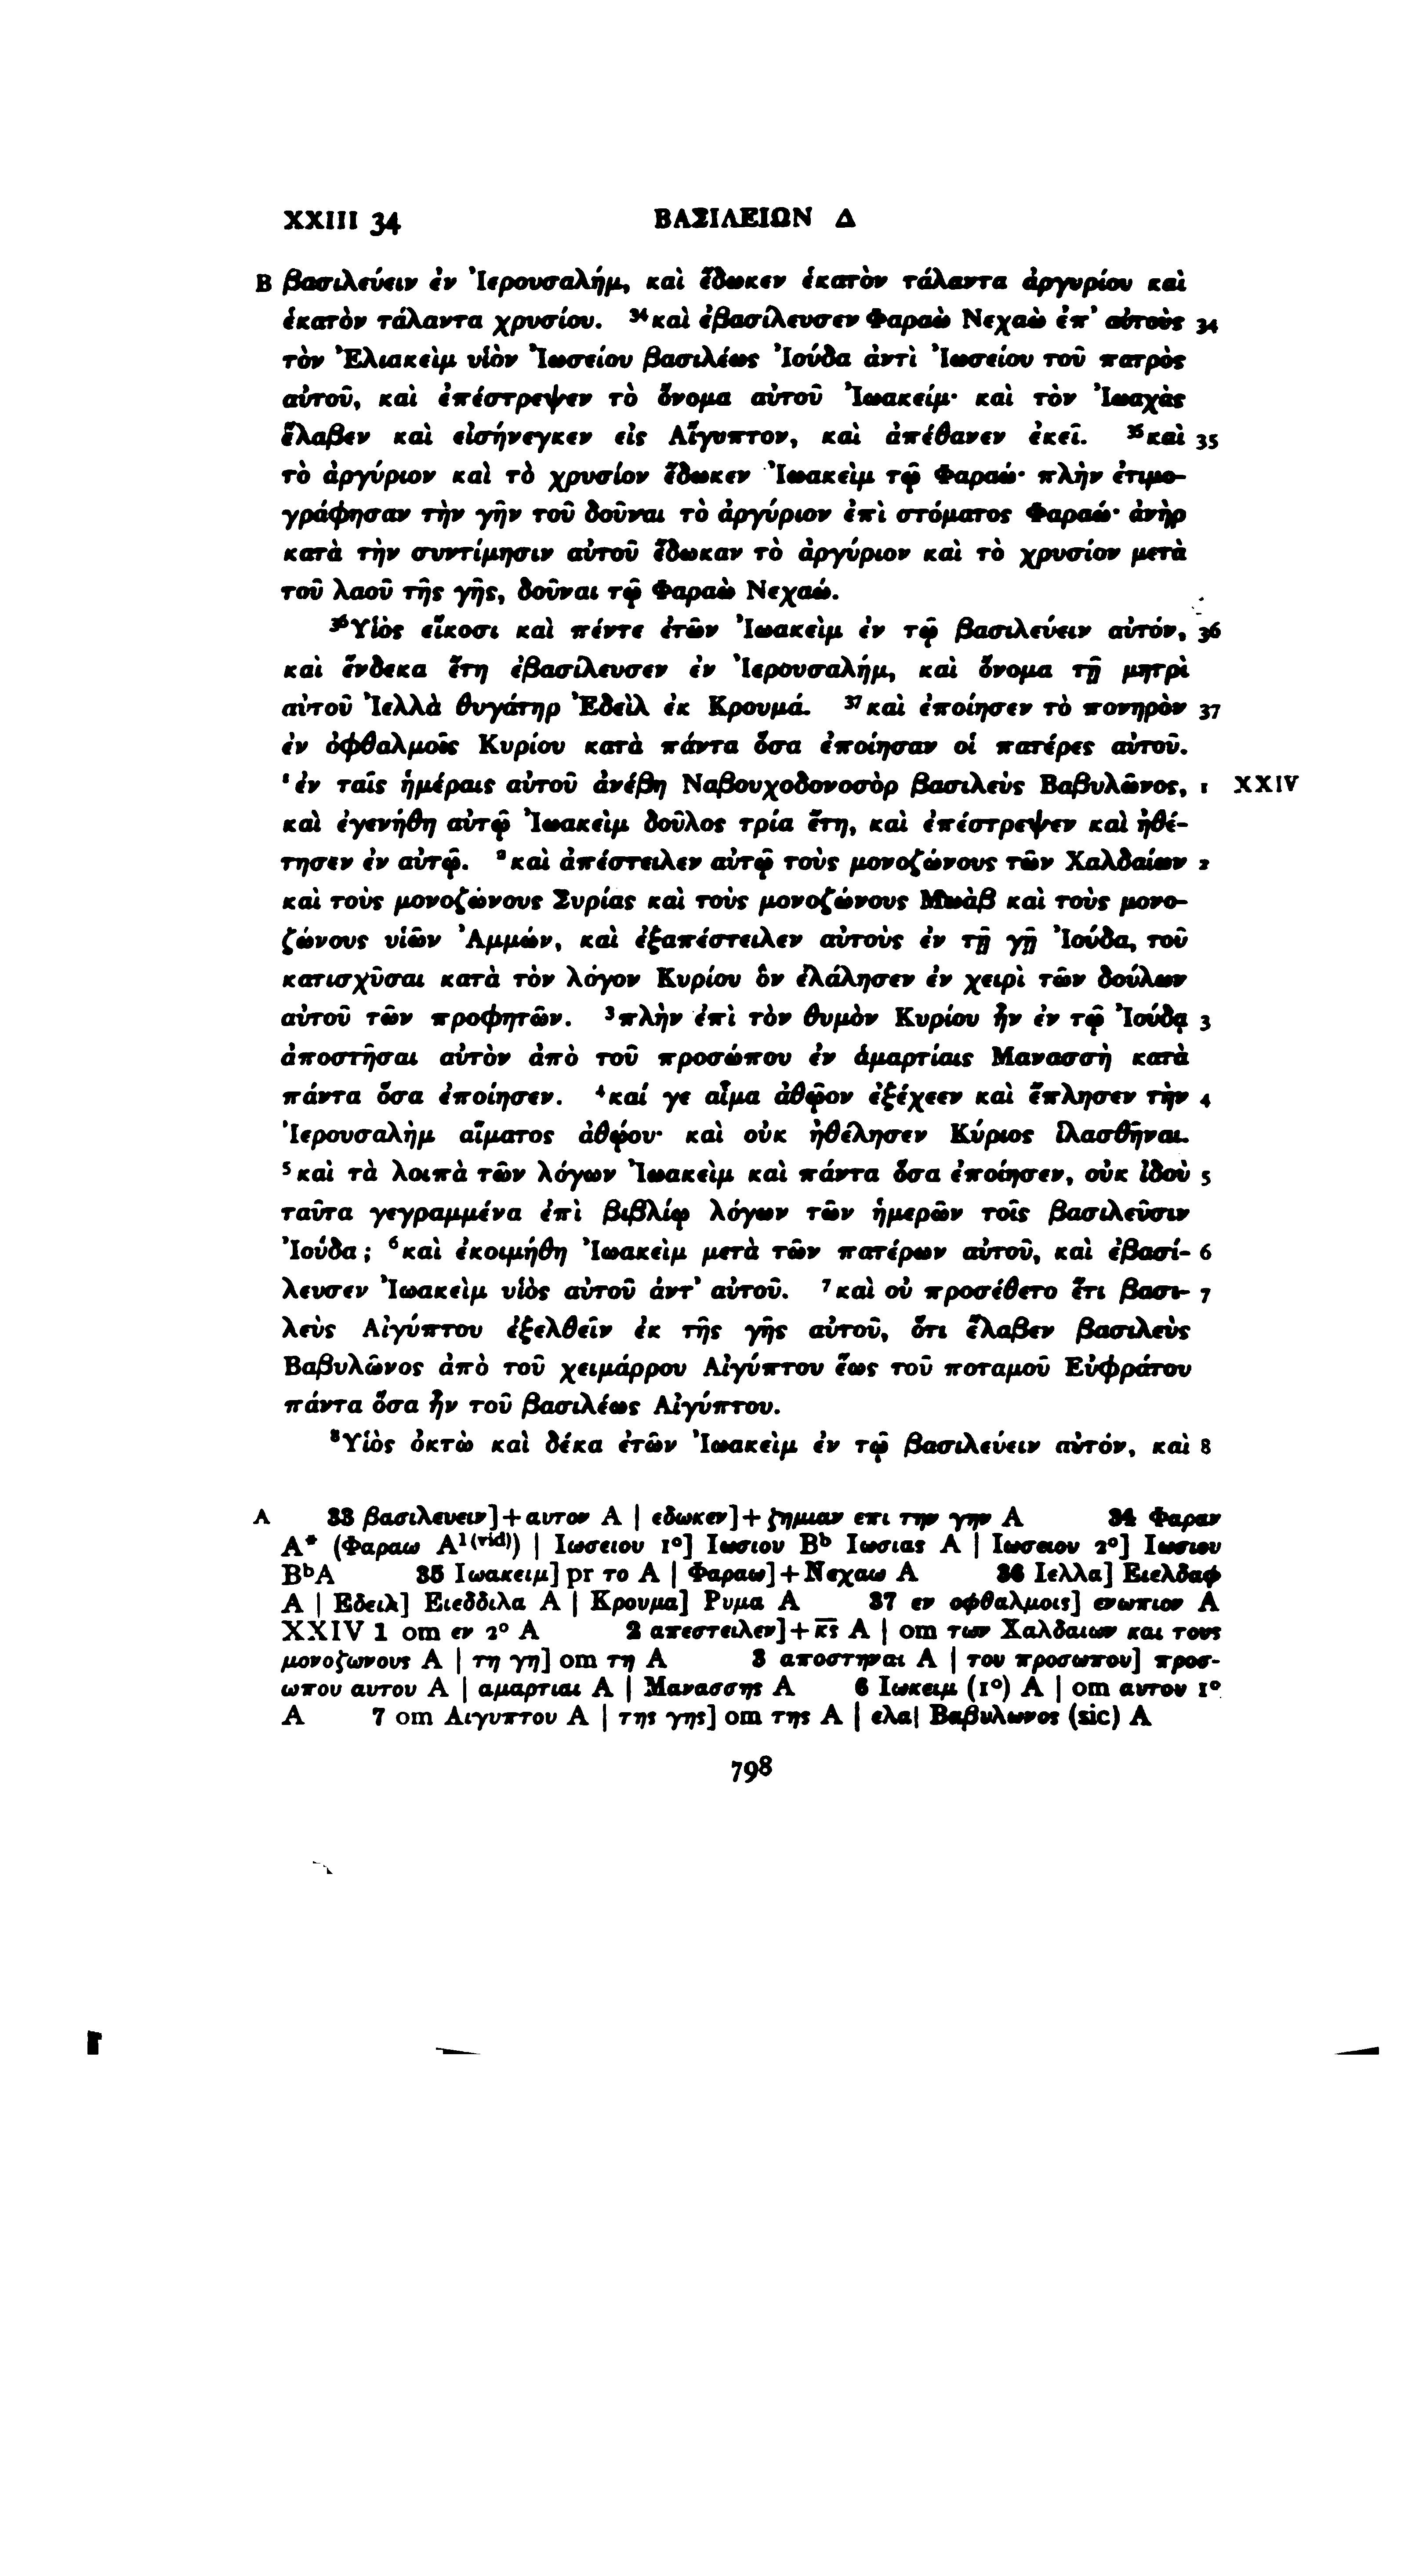 XXIII 34 ΒΑΣΙΛΕΙΩΝ Δ
B βασιλεύειν ἐν Ἰερουσαλήμ, καὶ ἔδωκεν ἑκατὸν τάλαντα ἀργυρίου καὶ
ἑκατὸν τάλαντα χρυσίου. ³⁴καὶ ἐβασίλευσεν Φαραὼ Νεχαὼ ἐπ' αὐτοὺς 34
τὸν Ἐλιακεὶμ υἱὸν Ἰωσείου βασιλέως Ἰούδα ἀντὶ Ἰωσείου τοῦ πατρὸς
αὐτοῦ, καὶ ἐπέστρεψεν τὸ ὄνομα αὐτοῦ Ἰωακείμ· καὶ τὸν Ἰωαχὰς
ἔλαβεν καὶ εἰσήνεγκεν εἰς Αἴγυπτον, καὶ ἀπέθανεν ἐκεῖ. ³⁵καὶ 35
τὸ ἀργύριον καὶ τὸ χρυσίον ἔδωκεν Ἰωακεὶμ τῷ Φαραώ· πλὴν ἐτιμο-
γράφησαν τὴν γῆν τοῦ δοῦναι τὸ ἀργύριον ἐπὶ στόματος Φαραώ· ἀνὴρ
κατὰ τὴν συντίμησιν αὐτοῦ ἔδωκαν τὸ ἀργύριον καὶ τὸ χρυσίον μετὰ
τοῦ λαοῦ τῆς γῆς, δοῦναι τῷ Φαραὼ Νεχαώ.
³⁶Υἱὸς εἴκοσι καὶ πέντε ἐτῶν Ἰωακεὶμ ἐν τῷ βασιλεύειν αὐτόν, 36
καὶ ἕνδεκα ἔτη ἐβασίλευσεν ἐν Ἰερουσαλήμ, καὶ ὄνομα τῇ μητρὶ
αὐτοῦ Ἰελλὰ θυγάτηρ Ἐδεὶλ ἐκ Κρουμά. ³⁷καὶ ἐποίησεν τὸ πονηρὸν 37
ἐν ὀφθαλμοῖς Κυρίου κατὰ πάντα ὅσα ἐποίησαν οἱ πατέρες αὐτοῦ.
¹ἐν ταῖς ἡμέραις αὐτοῦ ἀνέβη Ναβουχοδονοσὸρ βασιλεὺς Βαβυλῶνος, 1 XXIV
καὶ ἐγενήθη αὐτῷ Ἰωακεὶμ δοῦλος τρία ἔτη, καὶ ἐπέστρεψεν καὶ ἠθέ-
τησεν ἐν αὐτῷ. ²καὶ ἀπέστειλεν αὐτῷ τοὺς μονοζώνους τῶν Χαλδαίων 2
καὶ τοὺς μονοζώνους Συρίας καὶ τοὺς μονοζώνους Μωὰβ καὶ τοὺς μονο-
ζώνους υἱῶν Ἀμμών, καὶ ἐξαπέστειλεν αὐτοὺς ἐν τῇ γῇ Ἰούδα, τοῦ
κατισχῦσαι κατὰ τὸν λόγον Κυρίου ὃν ἐλάλησεν ἐν χειρὶ τῶν δούλων
αὐτοῦ τῶν προφητῶν. ³πλὴν ἐπὶ τὸν θυμὸν Κυρίου ἦν ἐν τῷ Ἰούδᾳ 3
ἀποστῆσαι αὐτὸν ἀπὸ τοῦ προσώπου ἐν ἁμαρτίαις Μανασσὴ κατὰ
πάντα ὅσα ἐποίησεν. ⁴καί γε αἷμα ἀθῷον ἐξέχεεν καὶ ἔπλησεν τὴν 4
Ἰερουσαλὴμ αἵματος ἀθῴου· καὶ οὐκ ἠθέλησεν Κύριος ἱλασθῆναι.
⁵καὶ τὰ λοιπὰ τῶν λόγων Ἰωακεὶμ καὶ πάντα ὅσα ἐποίησεν, οὐκ ἰδοὺ 5
ταῦτα γεγραμμένα ἐπὶ βιβλίῳ λόγων τῶν ἡμερῶν τοῖς βασιλεῦσιν
Ἰούδα; ⁶καὶ ἐκοιμήθη Ἰωακεὶμ μετὰ τῶν πατέρων αὐτοῦ, καὶ ἐβασί- 6
λευσεν Ἰωακεὶμ υἱὸς αὐτοῦ ἀντ' αὐτοῦ. ⁷καὶ οὐ προσέθετο ἔτι βασι- 7
λεὺς Αἰγύπτου ἐξελθεῖν ἐκ τῆς γῆς αὐτοῦ, ὅτι ἔλαβεν βασιλεὺς
Βαβυλῶνος ἀπὸ τοῦ χειμάρρου Αἰγύπτου ἕως τοῦ ποταμοῦ Εὐφράτου
πάντα ὅσα ἦν τοῦ βασιλέως Αἰγύπτου.
⁸Υἱὸς ὀκτὼ καὶ δέκα ἐτῶν Ἰωακεὶμ ἐν τῷ βασιλεύειν αὐτόν, καὶ 8
A 33 βασιλευειν]+αυτον A | εδωκεν]+ζημιαν επι την γην A 34 Φαραν
A* (Φαραω A¹⁽ᵛⁱᵈ⁾) | Ιωσειου 1°] Ιωσιου Bᵇ Ιωσιας A | Ιωσειου 2°] Ιωσιου
BᵇA 35 Ιωακειμ] pr το A | Φαραω]+Νεχαω A 36 Ιελλα] Ειελδαφ
A | Εδειλ] Ειεδδιλα A | Κρουμα] Ρυμα A 37 εν οφθαλμοις] ενωπιον A
XXIV 1 om εν 2° A 2 απεστειλεν]+κ̅ς̅ A | om των Χαλδαιων και τους
μονοζωνους A | τη γη] om τη A 3 αποστηναι A | του προσωπου] προσ-
ωπου αυτου A | αμαρτιαι A | Μανασσης A 6 Ιωκειμ (1°) A | om αυτου 1°
A 7 om Αιγυπτου A | της γης] om της A | ελα| Βαβυλωνος (sic) A
798